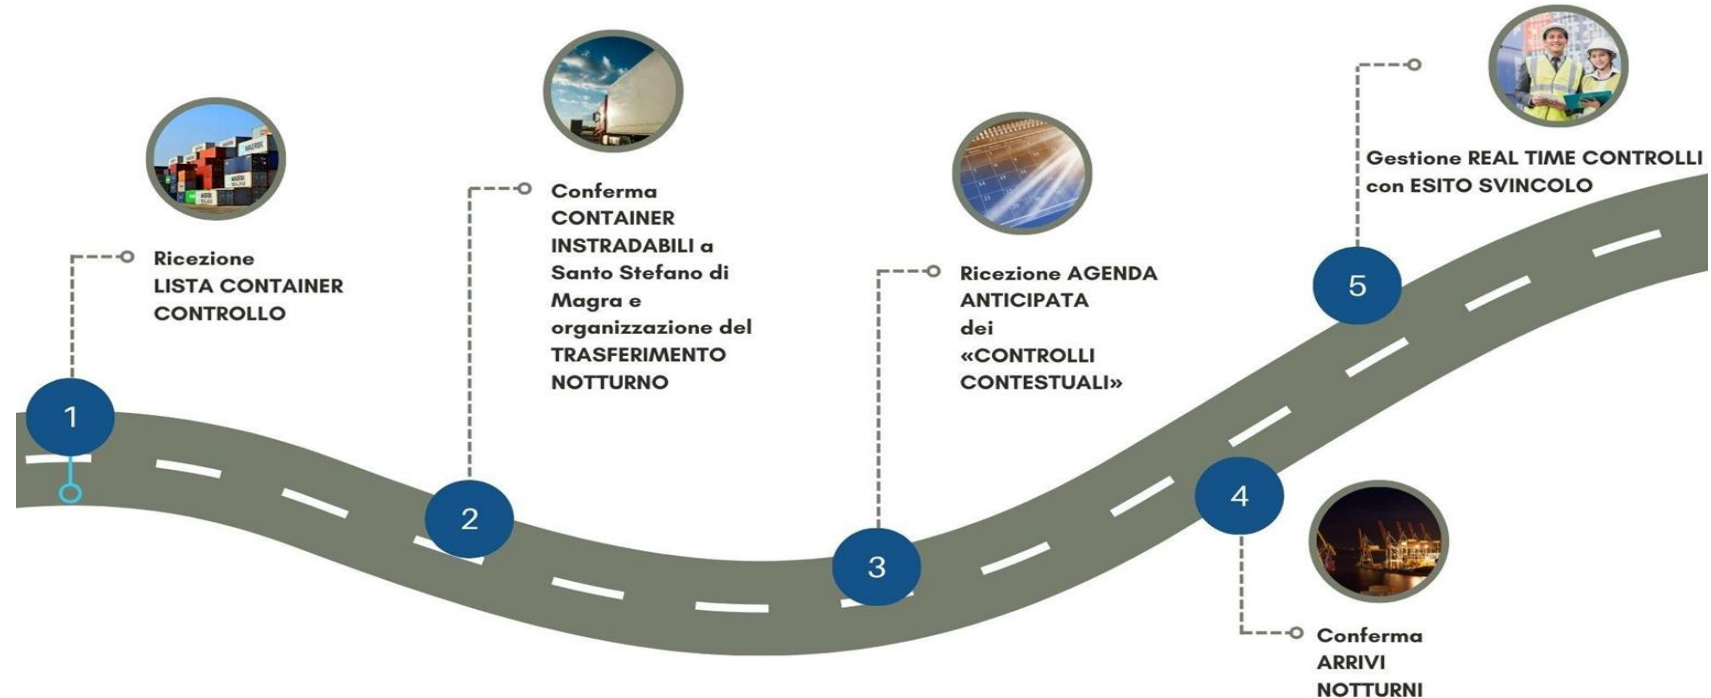 1
Ricezione
LISTA CONTAINER
CONTROLLO
2
Conferma
CONTAINER
INSTRADABILI a
Santo Stefano di
Magra e
organizzazione del
TRASFERIMENTO
NOTTURNO
3
Ricezione AGENDA
ANTICIPATA
dei
«CONTROLLI
CONTESTUALI»
4
Conferma
ARRIVI
NOTTURNI
5
Gestione REAL TIME CONTROLLI
con ESITO SVINCOLO